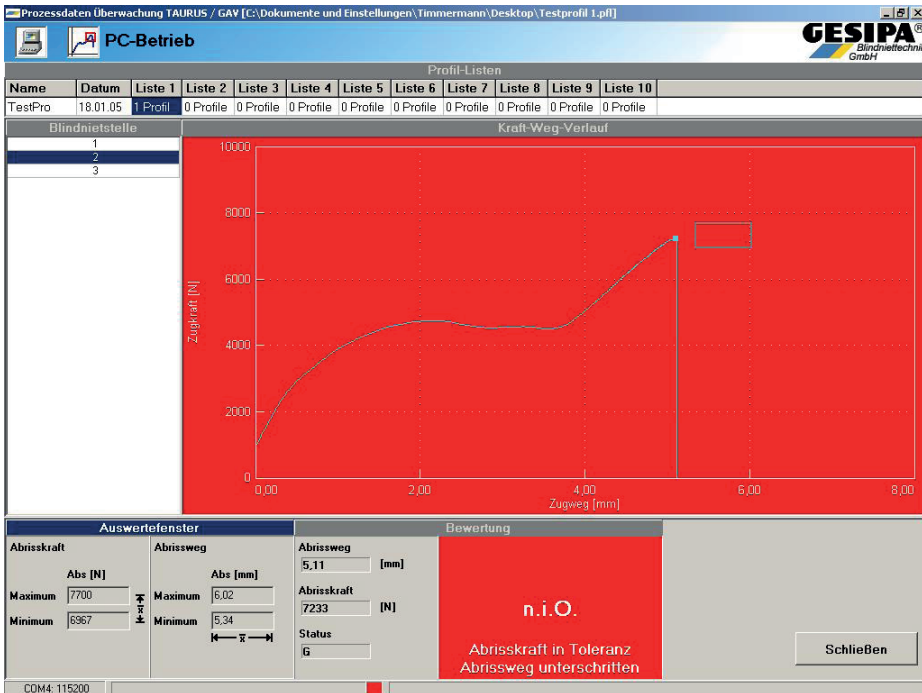 Prozessdaten Überwachung TAURUS / GAV [C:\Dokumente und Einstellungen\Timmermann\Desktop\Testprofil 1.pfl]
PC-Betrieb
GESIPA®
Blindniettechnik
GmbH
Profil-Listen
Name Datum Liste 1 Liste 2 Liste 3 Liste 4 Liste 5 Liste 6 Liste 7 Liste 8 Liste 9 Liste 10
TestPro 18.01.05 1 Profil 0 Profile 0 Profile 0 Profile 0 Profile 0 Profile 0 Profile 0 Profile 0 Profile 0 Profile
Blindnietstelle
1
2
3
Kraft-Weg-Verlauf
Zugkraft [N]
10000
8000
6000
4000
2000
0
0,00 2,00 4,00 6,00 8,00
Zugweg [mm]
Auswertefenster
Abrisskraft
Abs [N]
Maximum 7700
Minimum 6967
x
Abrissweg
Abs [mm]
Maximum 6,02
Minimum 5,34
x
Bewertung
Abrissweg
5,11 [mm]
Abrisskraft
7233 [N]
Status
G
n.i.O.
Abrisskraft in Toleranz
Abrissweg unterschritten
Schließen
COM4: 115200